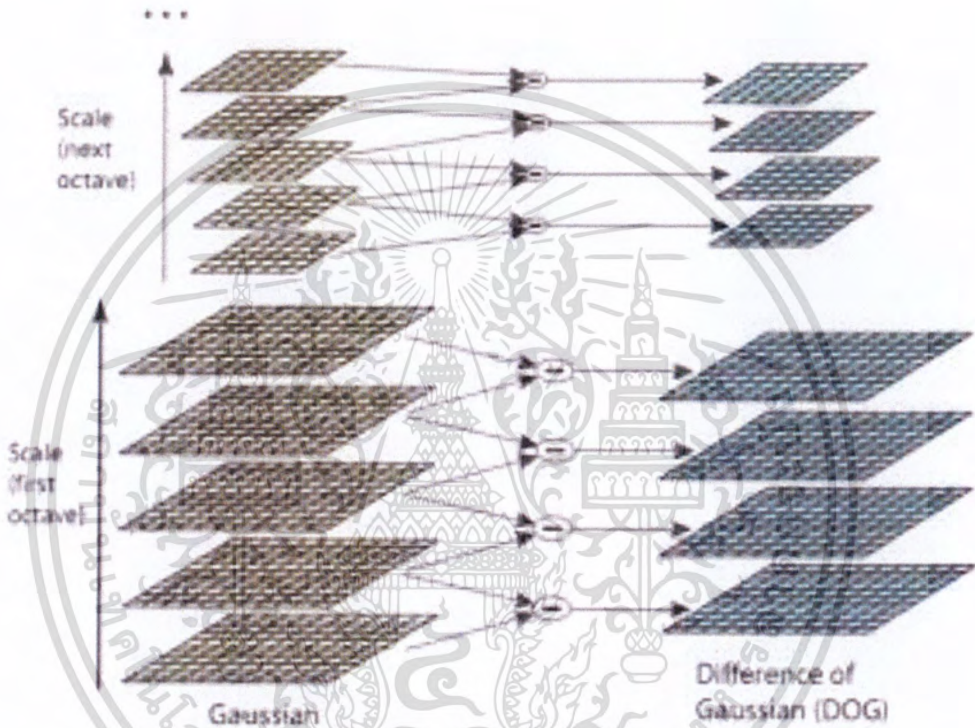 ...
Scale
(next
octave)
Scale
(first
octave)
Gaussian
Difference of
Gaussian (DOG)